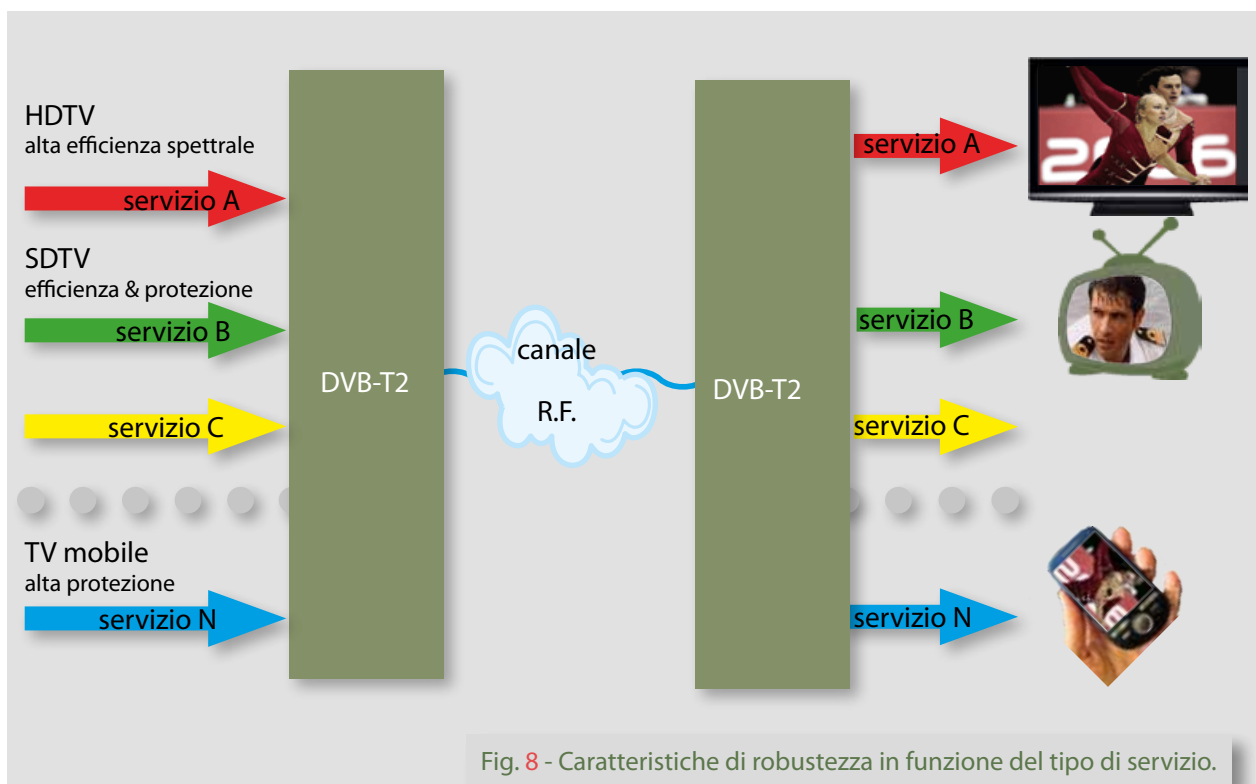 HDTV
alta efficienza spettrale
servizio A
SDTV
efficienza & protezione
servizio B
servizio C
TV mobile
alta protezione
servizio N
DVB-T2
canale
R.F.
DVB-T2
servizio A
servizio B
servizio C
servizio N
Fig. 8 - Caratteristiche di robustezza in funzione del tipo di servizio.